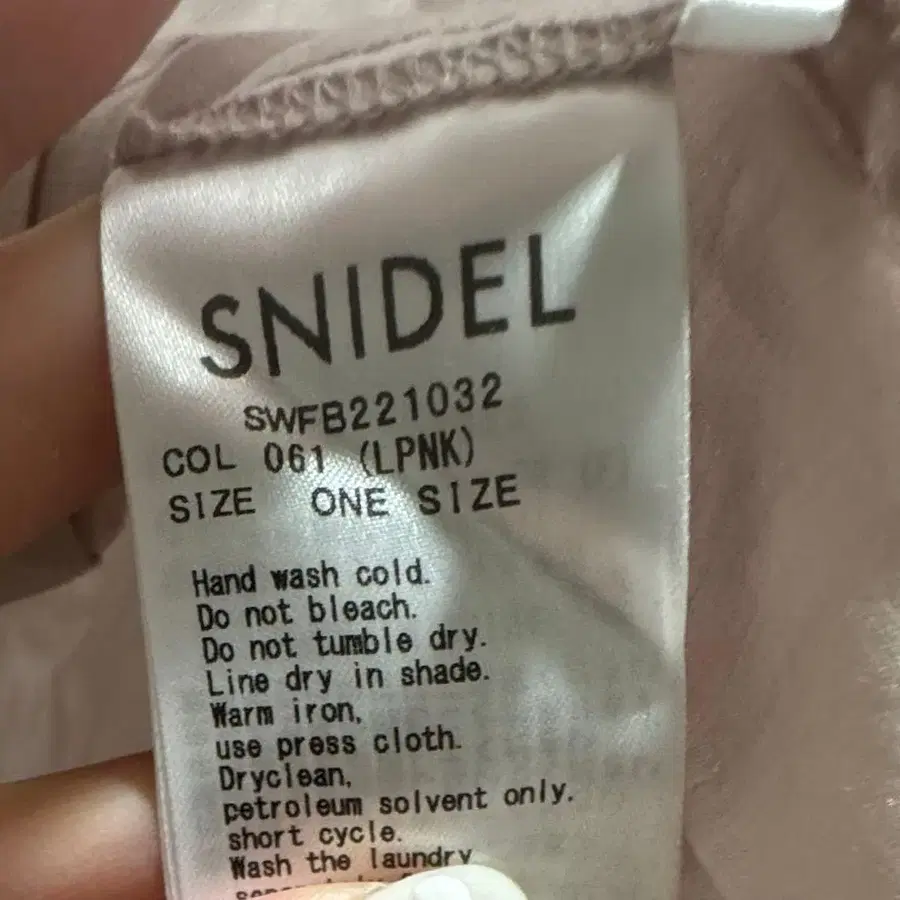 SNIDEL
SWFB221032
COL 061 (LPNK)
SIZE ONE SIZE
Hand wash cold.
Do not bleach.
Do not tumble dry.
Line dry in shade.
Warm iron,
use press cloth.
Dryclean,
petroleum solvent only.
short cycle.
Wash the laundry